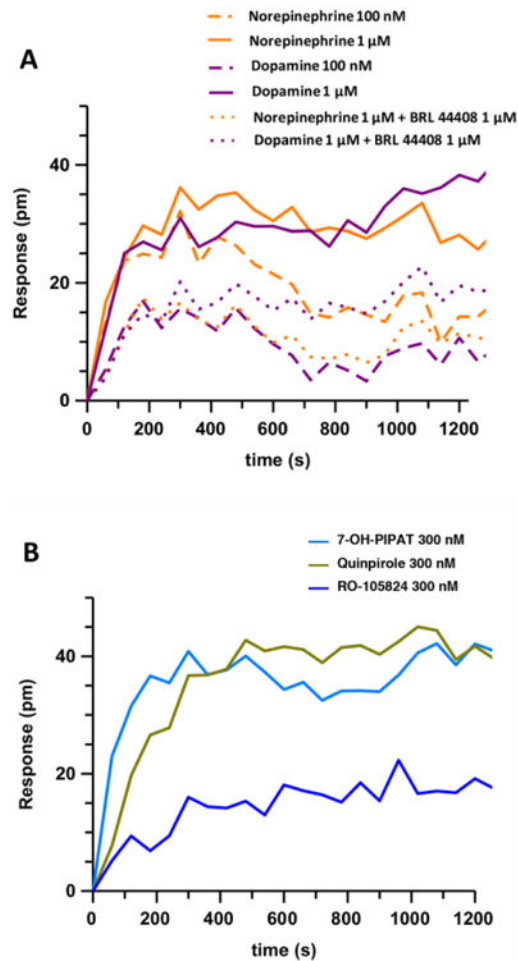 A
Norepinephrine 100 nM
Norepinephrine 1 µM
Dopamine 100 nM
Dopamine 1 µM
Norepinephrine 1 µM + BRL 44408 1 µM
Dopamine 1 µM + BRL 44408 1 µM
Response (pm)
40
20
0
0 200 400 600 800 1000 1200
time (s)
B
7-OH-PIPAT 300 nM
Quinpirole 300 nM
RO-105824 300 nM
Response (pm)
40
20
0
0 200 400 600 800 1000 1200
time (s)